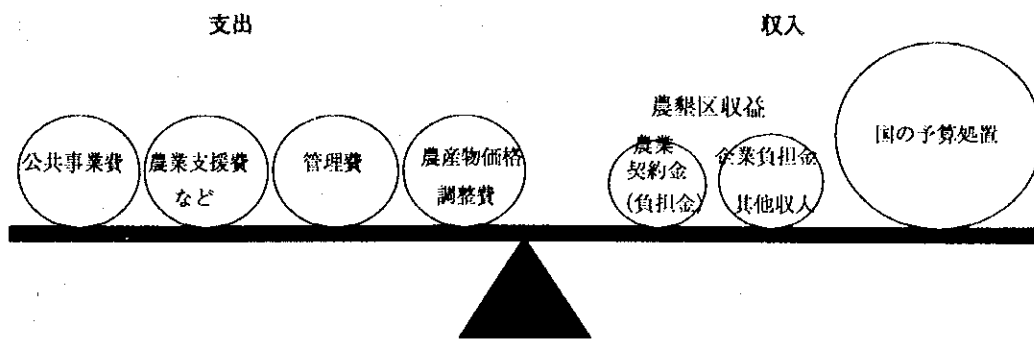 支出
収入
公共事業費
農業支援費
など
管理費
農産物価格
調整費
農墾区収益
農業
契約金
(負担金)
企業負担金
其他収入
国の予算処置